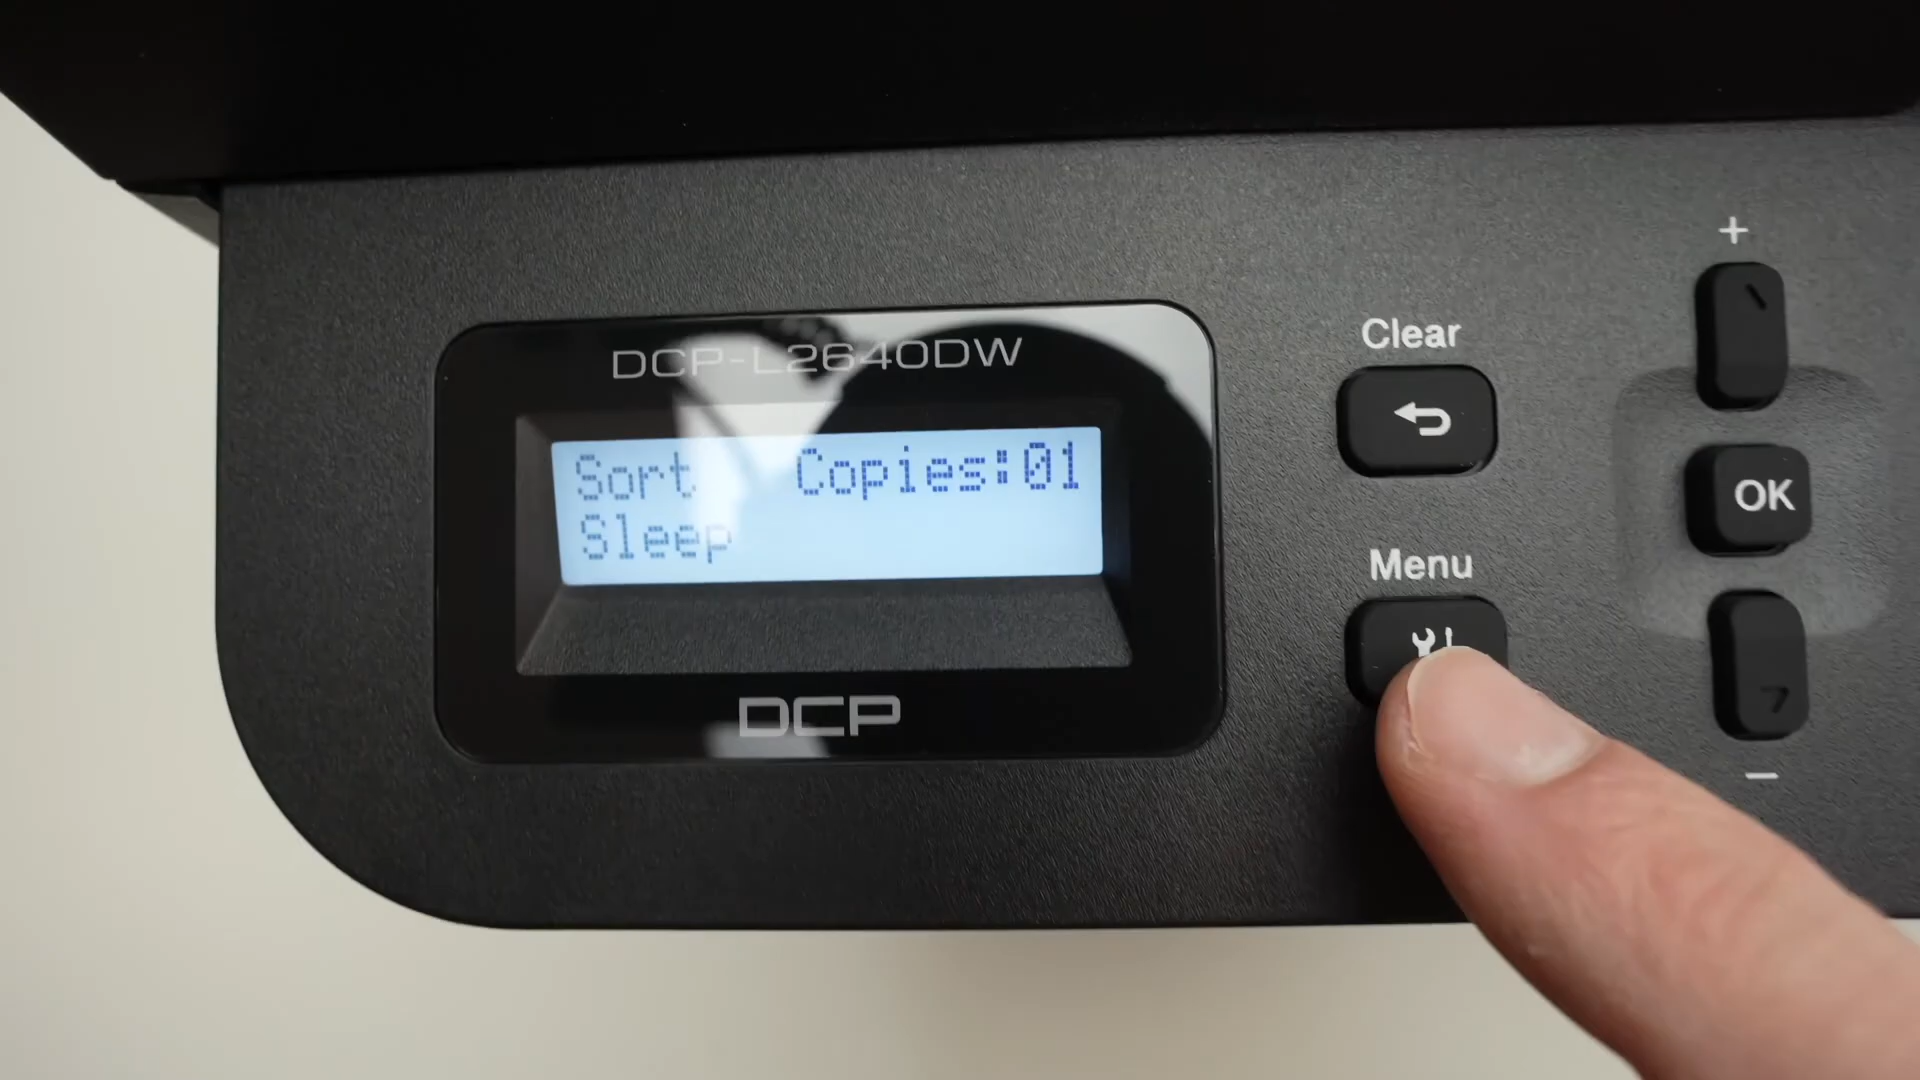 DCP-L2640DW
Sort Copies:01
Sleep
DCP
Clear
Menu
+
OK
−